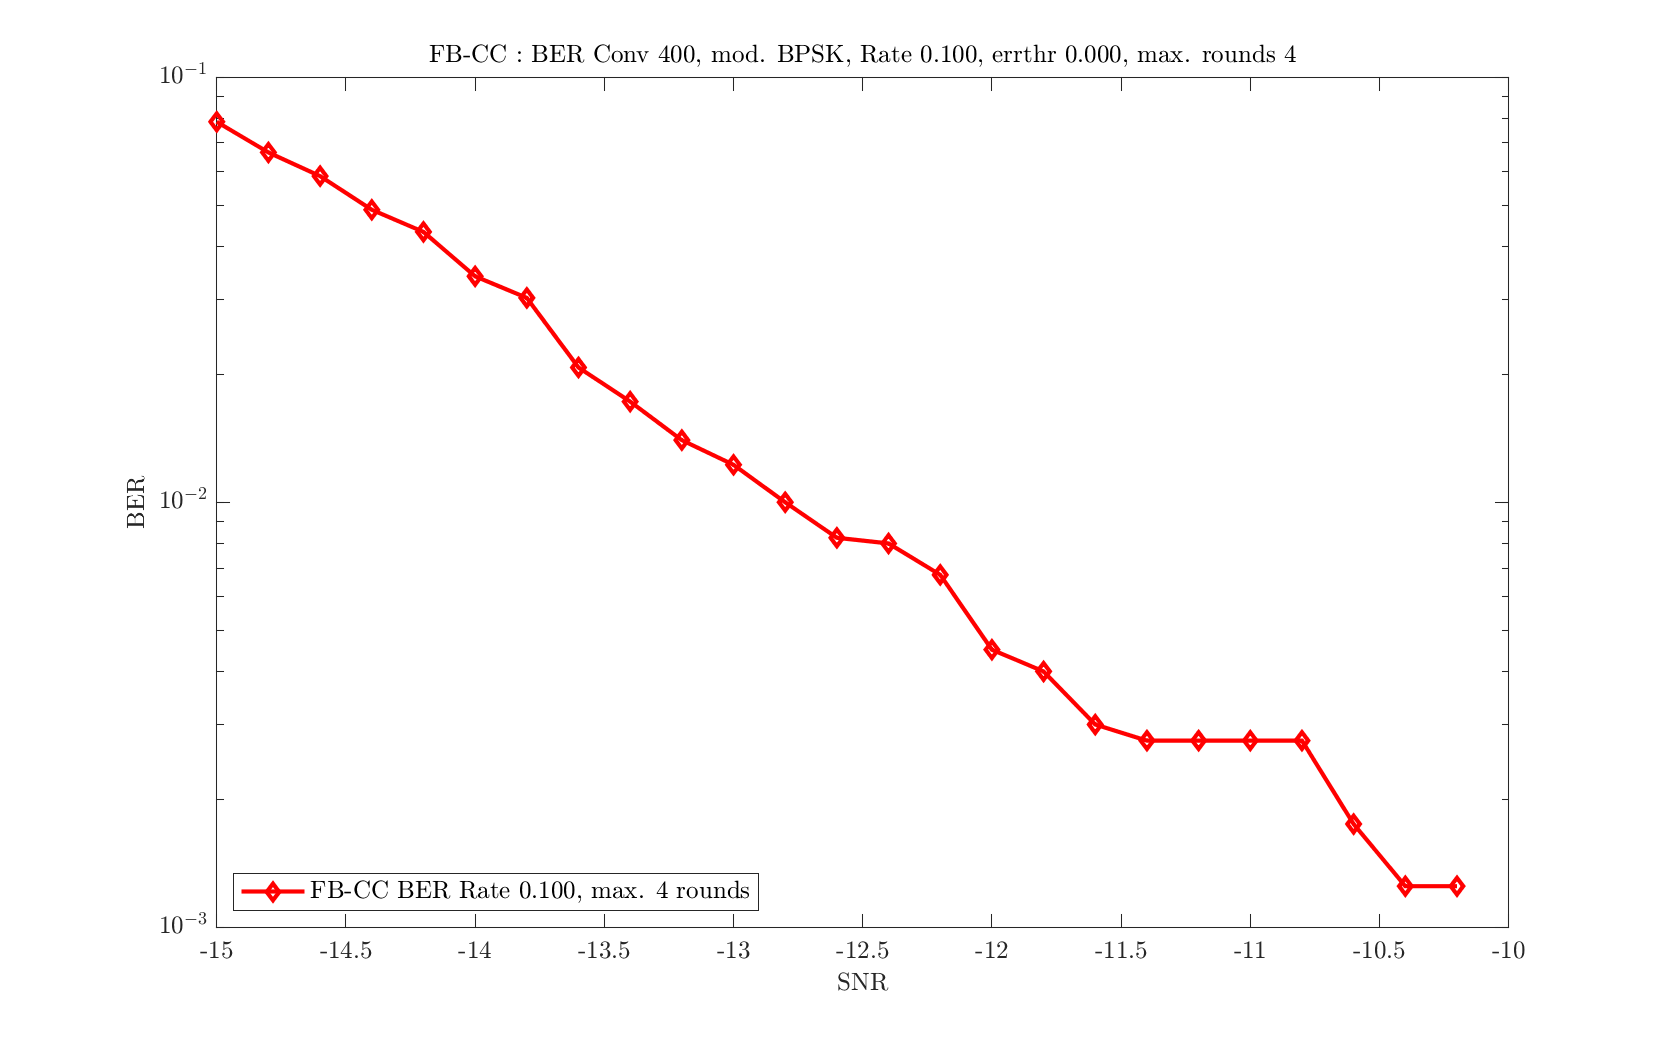 FB-CC : BER Conv 400, mod. BPSK, Rate 0.100, errthr 0.000, max. rounds 4
10⁻¹
10⁻²
10⁻³
BER
FB-CC BER Rate 0.100, max. 4 rounds
-15 -14.5 -14 -13.5 -13 -12.5 -12 -11.5 -11 -10.5 -10
SNR